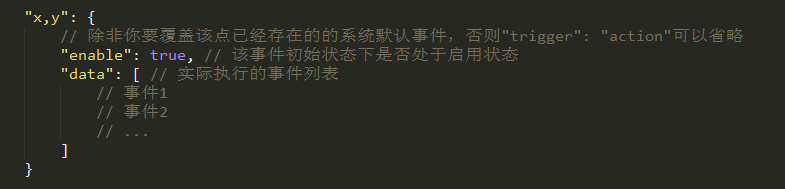 "x,y": {
// 除非你要覆盖该点已经存在的的系统默认事件，否则"trigger": "action"可以省略
"enable": true, // 该事件初始状态下是否处于启用状态
"data": [ // 实际执行的事件列表
// 事件1
// 事件2
// ...
]
}